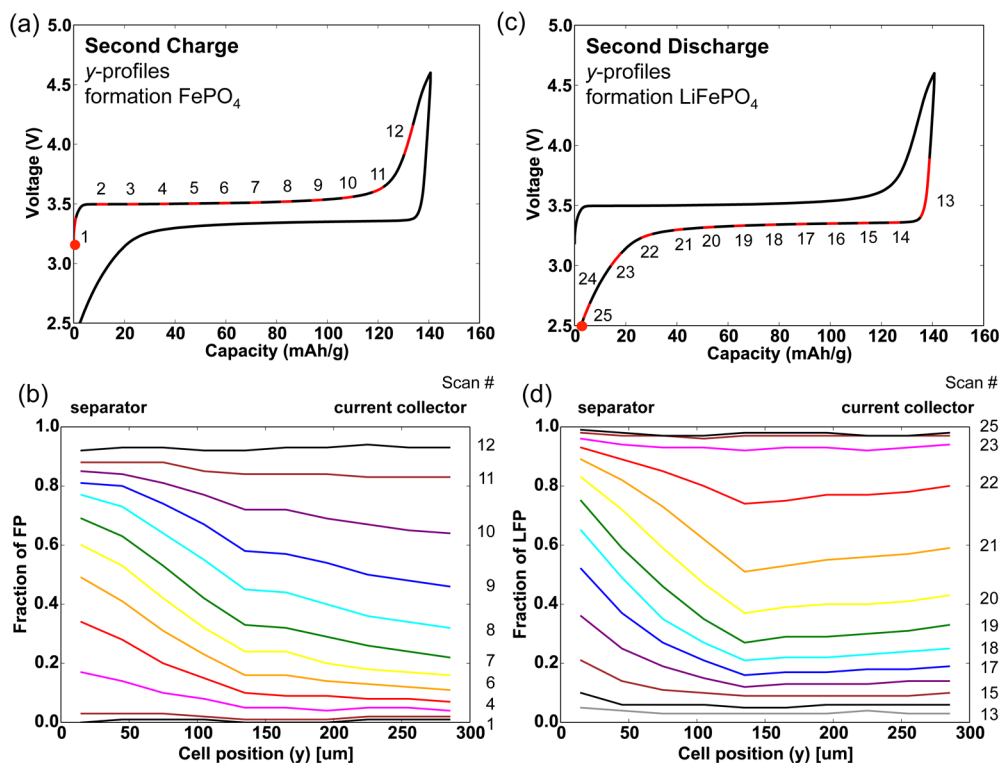 (a)
Second Charge
y-profiles
formation FePO4
Voltage (V)
5.0
4.5
4.0
3.5
3.0
2.5
1
2 3 4 5 6 7 8 9 10 11
12
0 20 40 60 80 100 120 140 160
Capacity (mAh/g)
(c)
Second Discharge
y-profiles
formation LiFePO4
Voltage (V)
5.0
4.5
4.0
3.5
3.0
2.5
13
22 21 20 19 18 17 16 15 14
23
24
25
0 20 40 60 80 100 120 140 160
Capacity (mAh/g)
(b)
Scan #
separator current collector
Fraction of FP
1.0
0.8
0.6
0.4
0.2
0.0
12
11
10
9
8
7
6
4
1
0 50 100 150 200 250 300
Cell position (y) [um]
(d)
Scan #
separator current collector
Fraction of LFP
1.0
0.8
0.6
0.4
0.2
0.0
25
23
22
21
20
19
18
17
15
13
0 50 100 150 200 250 300
Cell position (y) [um]